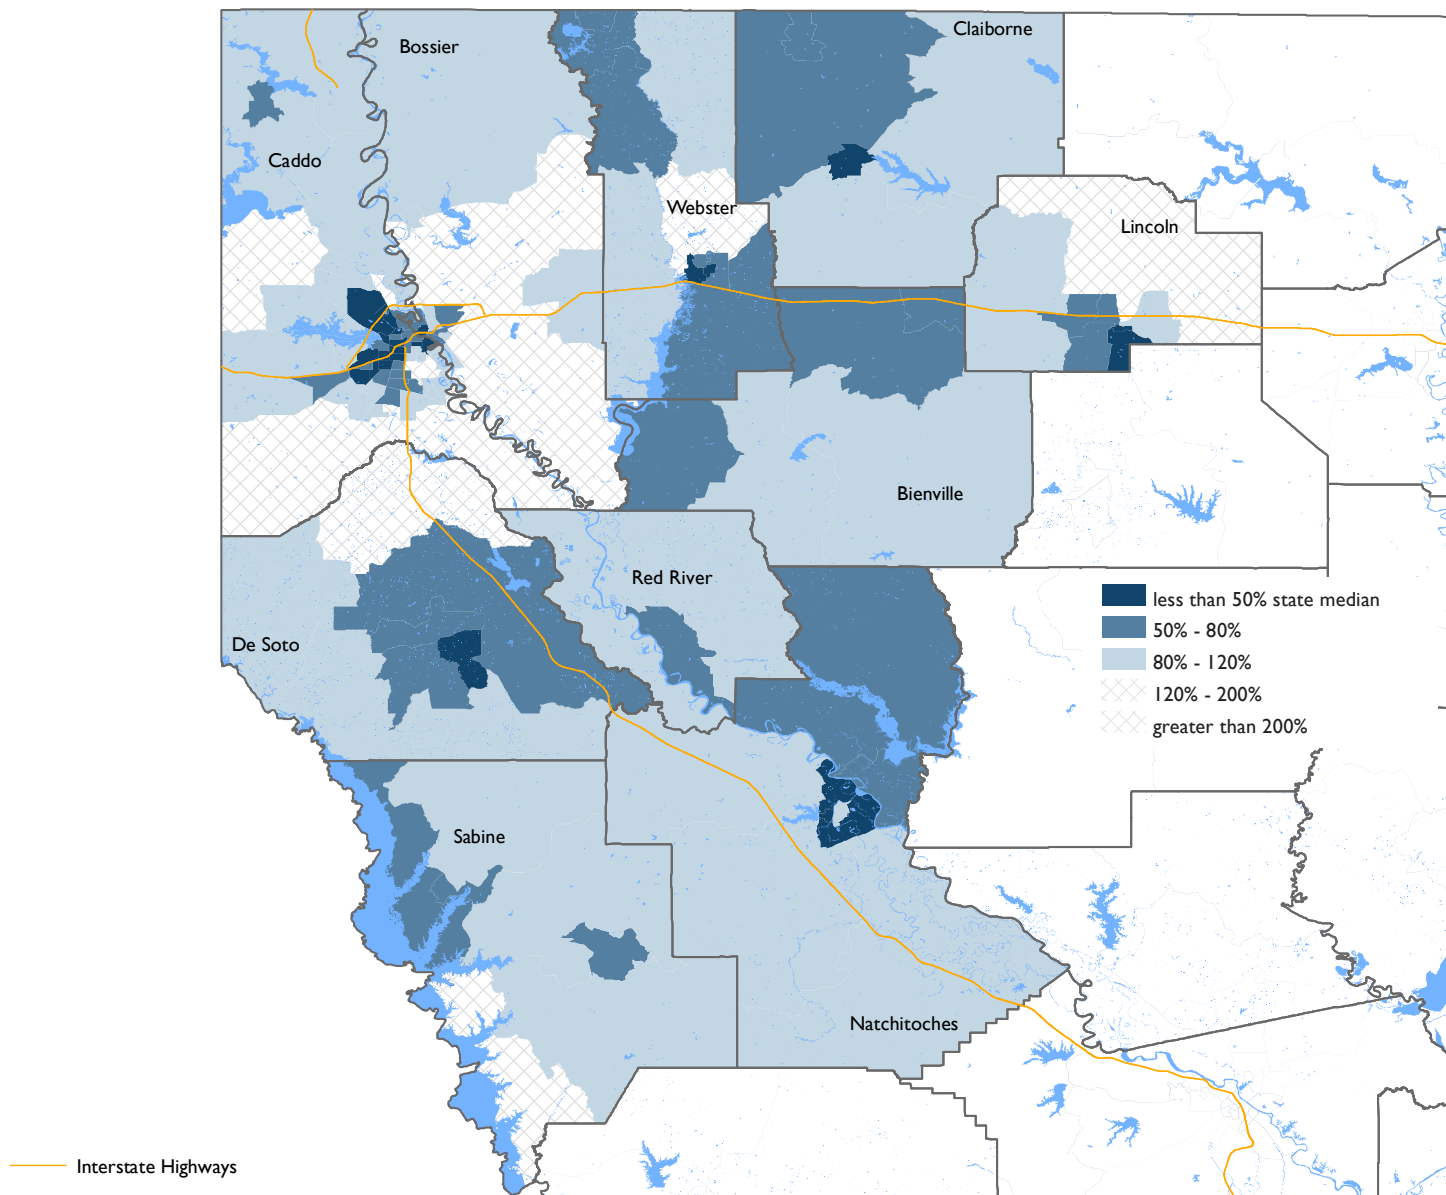 Claiborne
Bossier
Caddo
Webster
Lincoln
Bienville
Red River
less than 50% state median
50% - 80%
80% - 120%
120% - 200%
greater than 200%
De Soto
Sabine
Natchitoches
Interstate Highways